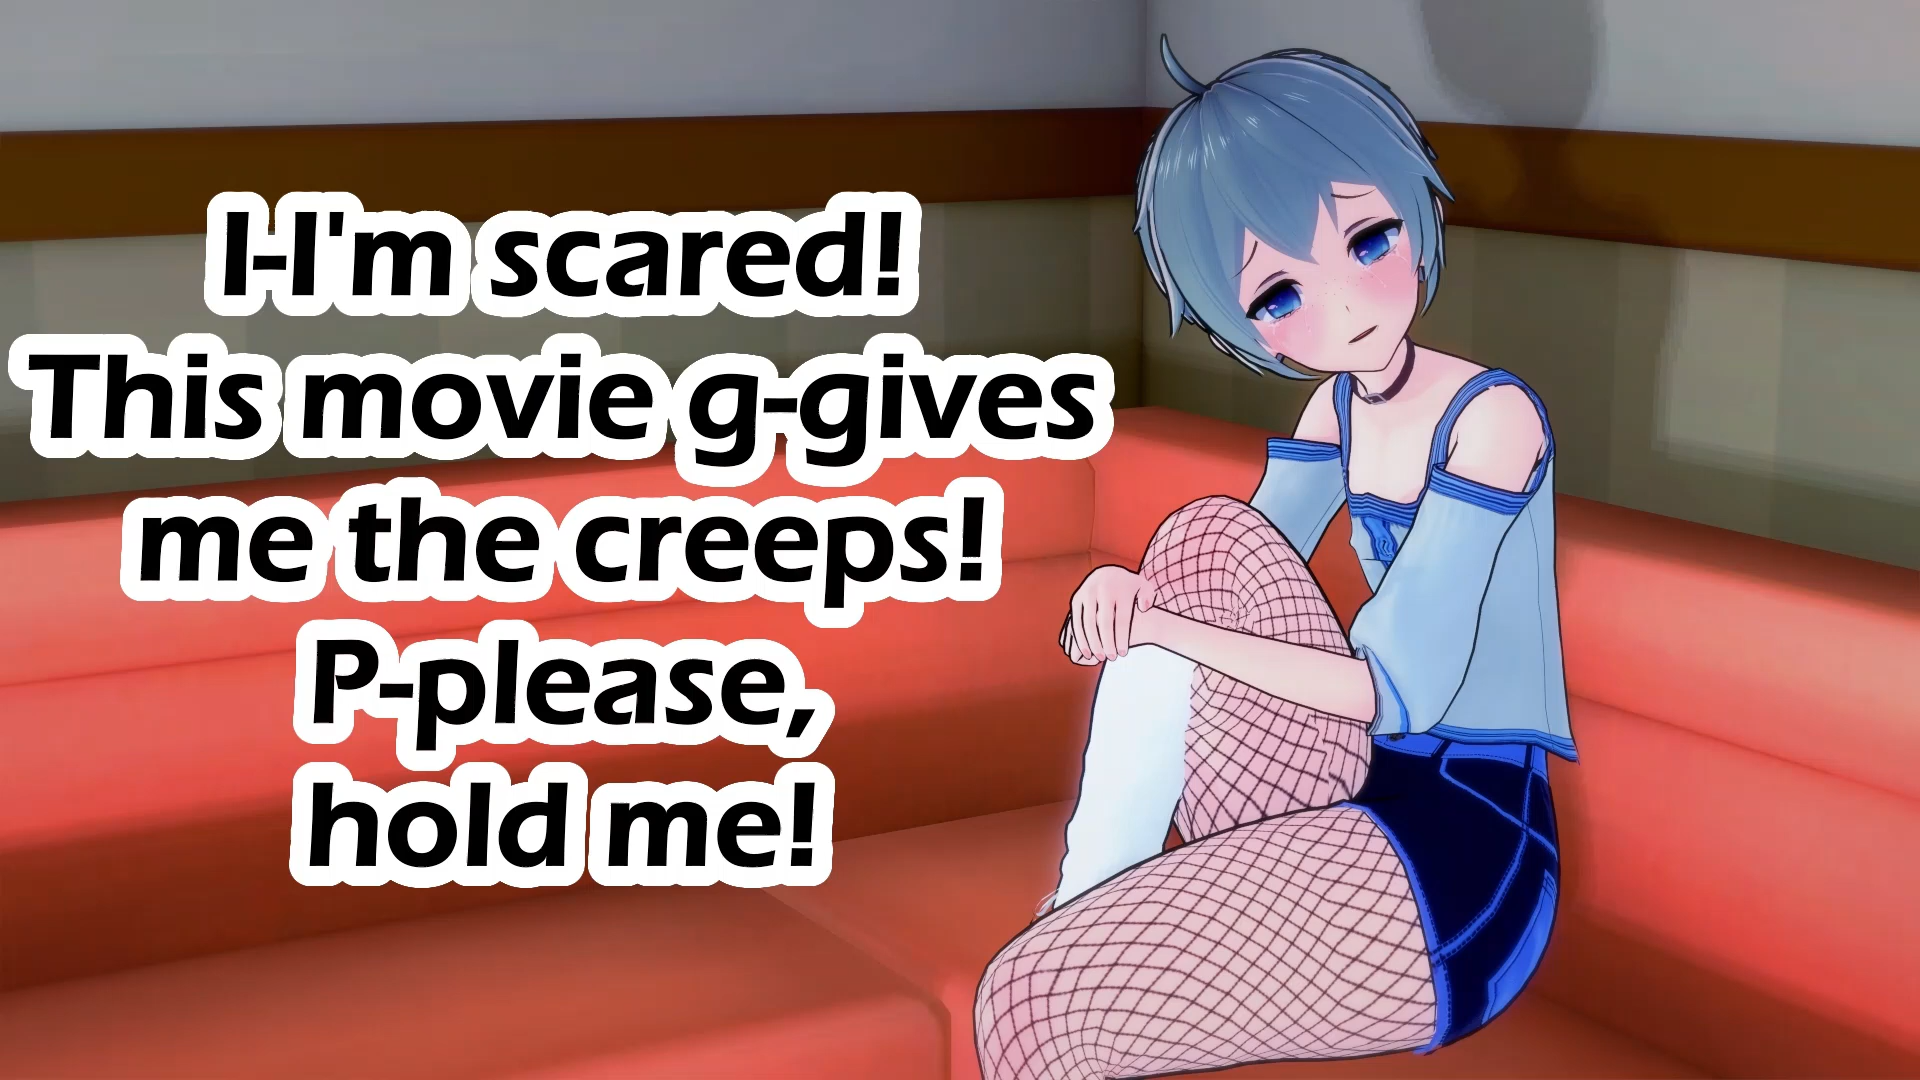 I-I'm scared!
This movie g-gives
me the creeps!
P-please,
hold me!